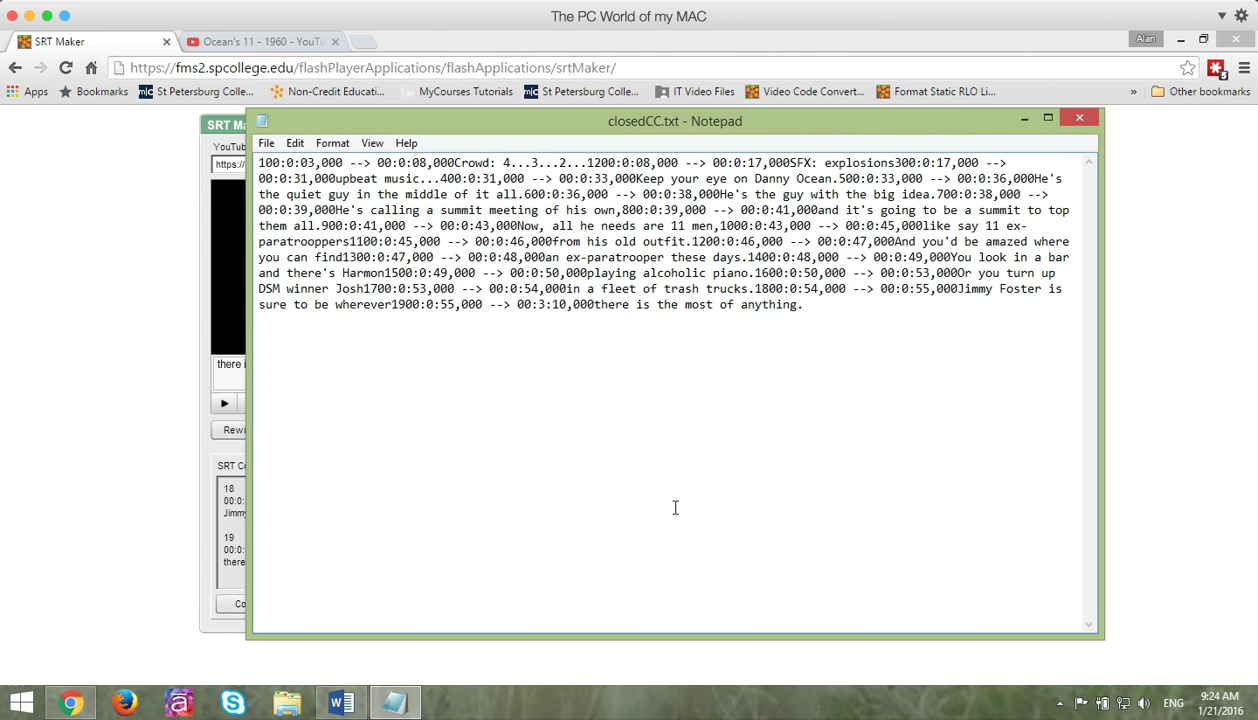 The PC World of my MAC
SRT Maker
Ocean's 11 - 1960 - YouTu
Alan
https://fms2.spcollege.edu/flashPlayerApplications/flashApplications/srtMaker/
5
Apps
Bookmarks
St Petersburg Colle...
Non-Credit Educati...
MyCourses Tutorials
St Petersburg Colle...
IT Video Files
Video Code Convert...
Format Static RLO Li...
»
Other bookmarks
SRT Ma
closedCC.txt - Notepad
YouTub
File Edit Format View Help
https:/
100:0:03,000 --> 00:0:08,000Crowd: 4...3...2...1200:0:08,000 --> 00:0:17,000SFX: explosions300:0:17,000 -->
00:0:31,000upbeat music...400:0:31,000 --> 00:0:33,000Keep your eye on Danny Ocean.500:0:33,000 --> 00:0:36,000He's
the quiet guy in the middle of it all.600:0:36,000 --> 00:0:38,000He's the guy with the big idea.700:0:38,000 -->
00:0:39,000He's calling a summit meeting of his own,800:0:39,000 --> 00:0:41,000and it's going to be a summit to top
them all.900:0:41,000 --> 00:0:43,000Now, all he needs are 11 men,1000:0:43,000 --> 00:0:45,000like say 11 ex-
paratrooppers1100:0:45,000 --> 00:0:46,000from his old outfit.1200:0:46,000 --> 00:0:47,000And you'd be amazed where
you can find1300:0:47,000 --> 00:0:48,000an ex-paratrooper these days.1400:0:48,000 --> 00:0:49,000You look in a bar
and there's Harmon1500:0:49,000 --> 00:0:50,000playing alcoholic piano.1600:0:50,000 --> 00:0:53,000Or you turn up
DSM winner Josh1700:0:53,000 --> 00:0:54,000in a fleet of trash trucks.1800:0:54,000 --> 00:0:55,000Jimmy Foster is
sure to be wherever1900:0:55,000 --> 00:3:10,000there is the most of anything.
there i
Rewi
SRT Co
18
00:0:
Jimmy
19
00:0:
there
Co
ENG
9:24 AM
1/21/2016